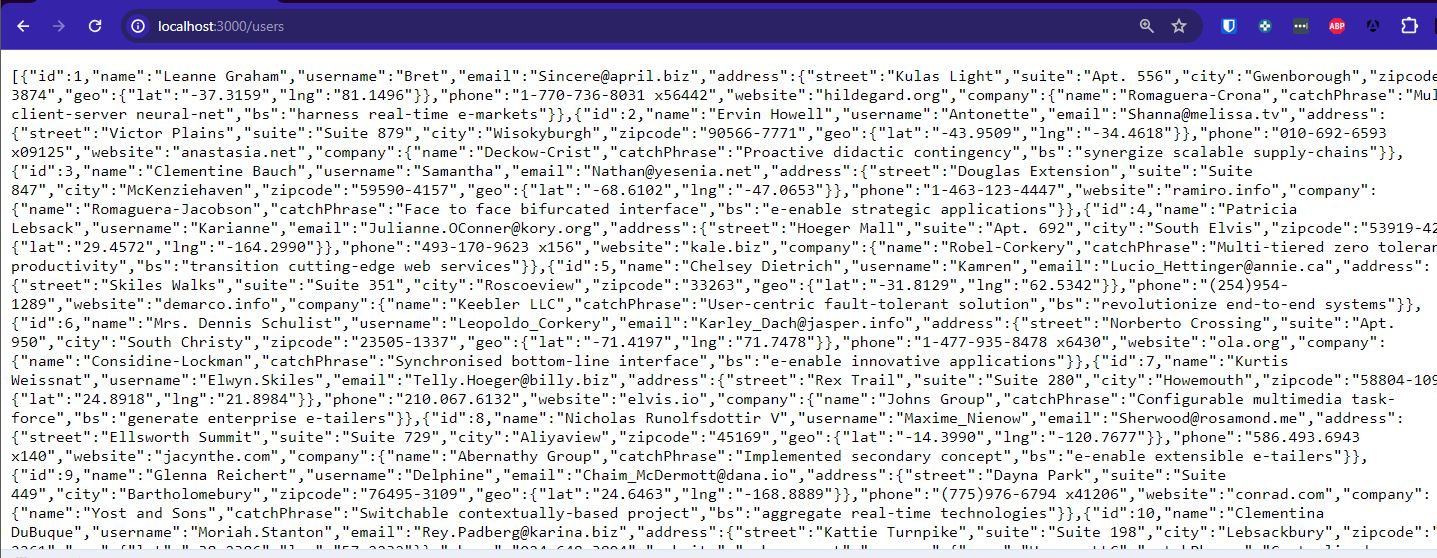 localhost:3000/users
ABP
[{"id":1,"name":"Leanne Graham","username":"Bret","email":"Sincere@april.biz","address":{"street":"Kulas Light","suite":"Apt. 556","city":"Gwenborough","zipcode
3874","geo":{"lat":"-37.3159","lng":"81.1496"}},"phone":"1-770-736-8031 x56442","website":"hildegard.org","company":{"name":"Romaguera-Crona","catchPhrase":"Mul
client-server neural-net","bs":"harness real-time e-markets"}},{"id":2,"name":"Ervin Howell","username":"Antonette","email":"Shanna@melissa.tv","address":
{"street":"Victor Plains","suite":"Suite 879","city":"Wisokyburgh","zipcode":"90566-7771","geo":{"lat":"-43.9509","lng":"-34.4618"}},"phone":"010-692-6593
x09125","website":"anastasia.net","company":{"name":"Deckow-Crist","catchPhrase":"Proactive didactic contingency","bs":"synergize scalable supply-chains"}},
{"id":3,"name":"Clementine Bauch","username":"Samantha","email":"Nathan@yesenia.net","address":{"street":"Douglas Extension","suite":"Suite
847","city":"McKenziehaven","zipcode":"59590-4157","geo":{"lat":"-68.6102","lng":"-47.0653"}},"phone":"1-463-123-4447","website":"ramiro.info","company":
{"name":"Romaguera-Jacobson","catchPhrase":"Face to face bifurcated interface","bs":"e-enable strategic applications"}},{"id":4,"name":"Patricia
Lebsack","username":"Karianne","email":"Julianne.OConner@kory.org","address":{"street":"Hoeger Mall","suite":"Apt. 692","city":"South Elvis","zipcode":"53919-42
{"lat":"29.4572","lng":"-164.2990"}},"phone":"493-170-9623 x156","website":"kale.biz","company":{"name":"Robel-Corkery","catchPhrase":"Multi-tiered zero toleran
productivity","bs":"transition cutting-edge web services"}},{"id":5,"name":"Chelsey Dietrich","username":"Kamren","email":"Lucio_Hettinger@annie.ca","address":
{"street":"Skiles Walks","suite":"Suite 351","city":"Roscoeview","zipcode":"33263","geo":{"lat":"-31.8129","lng":"62.5342"}},"phone":"(254)954-
1289","website":"demarco.info","company":{"name":"Keebler LLC","catchPhrase":"User-centric fault-tolerant solution","bs":"revolutionize end-to-end systems"}},
{"id":6,"name":"Mrs. Dennis Schulist","username":"Leopoldo_Corkery","email":"Karley_Dach@jasper.info","address":{"street":"Norberto Crossing","suite":"Apt.
950","city":"South Christy","zipcode":"23505-1337","geo":{"lat":"-71.4197","lng":"71.7478"}},"phone":"1-477-935-8478 x6430","website":"ola.org","company":
{"name":"Considine-Lockman","catchPhrase":"Synchronised bottom-line interface","bs":"e-enable innovative applications"}},{"id":7,"name":"Kurtis
Weissnat","username":"Elwyn.Skiles","email":"Telly.Hoeger@billy.biz","address":{"street":"Rex Trail","suite":"Suite 280","city":"Howemouth","zipcode":"58804-109
{"lat":"24.8918","lng":"21.8984"}},"phone":"210.067.6132","website":"elvis.io","company":{"name":"Johns Group","catchPhrase":"Configurable multimedia task-
force","bs":"generate enterprise e-tailers"}},{"id":8,"name":"Nicholas Runolfsdottir V","username":"Maxime_Nienow","email":"Sherwood@rosamond.me","address":
{"street":"Ellsworth Summit","suite":"Suite 729","city":"Aliyaview","zipcode":"45169","geo":{"lat":"-14.3990","lng":"-120.7677"}},"phone":"586.493.6943
x140","website":"jacynthe.com","company":{"name":"Abernathy Group","catchPhrase":"Implemented secondary concept","bs":"e-enable extensible e-tailers"}},
{"id":9,"name":"Glenna Reichert","username":"Delphine","email":"Chaim_McDermott@dana.io","address":{"street":"Dayna Park","suite":"Suite
449","city":"Bartholomebury","zipcode":"76495-3109","geo":{"lat":"24.6463","lng":"-168.8889"}},"phone":"(775)976-6794 x41206","website":"conrad.com","company":
{"name":"Yost and Sons","catchPhrase":"Switchable contextually-based project","bs":"aggregate real-time technologies"}},{"id":10,"name":"Clementina
DuBuque","username":"Moriah.Stanton","email":"Rey.Padberg@karina.biz","address":{"street":"Kattie Turnpike","suite":"Suite 198","city":"Lebsackbury","zipcode":"